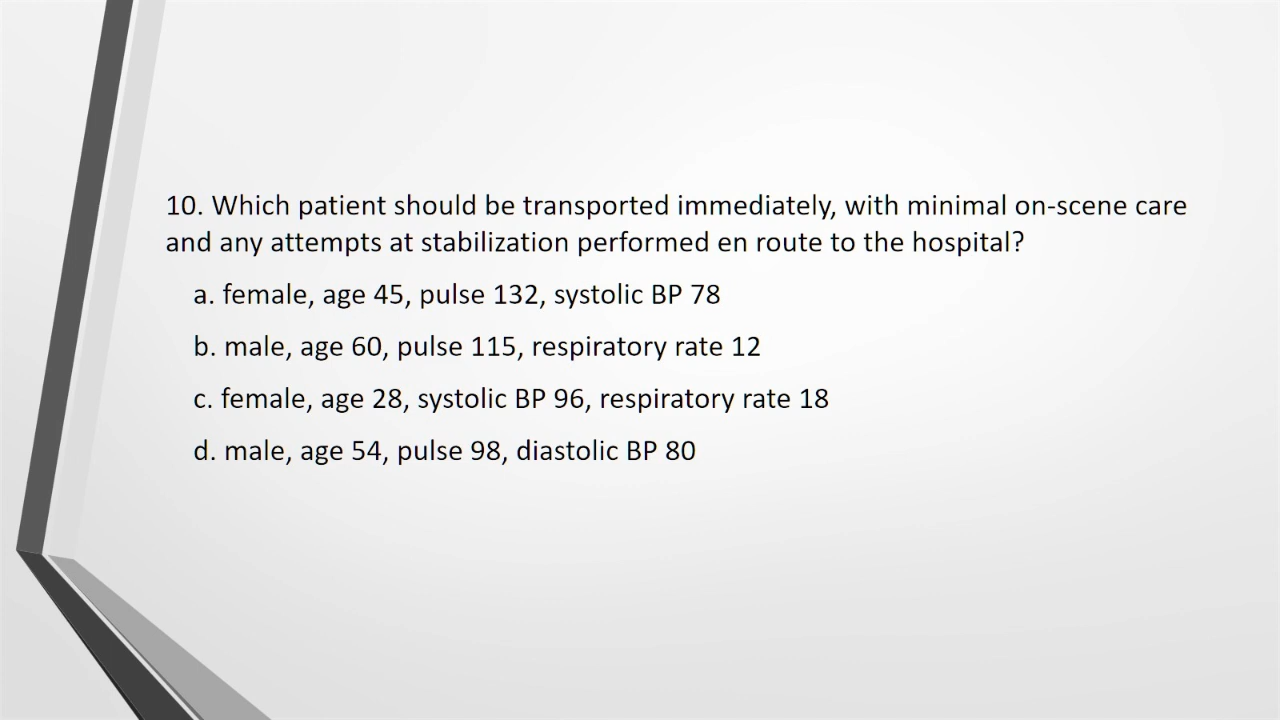 10. Which patient should be transported immediately, with minimal on-scene care
and any attempts at stabilization performed en route to the hospital?
a. female, age 45, pulse 132, systolic BP 78
b. male, age 60, pulse 115, respiratory rate 12
c. female, age 28, systolic BP 96, respiratory rate 18
d. male, age 54, pulse 98, diastolic BP 80